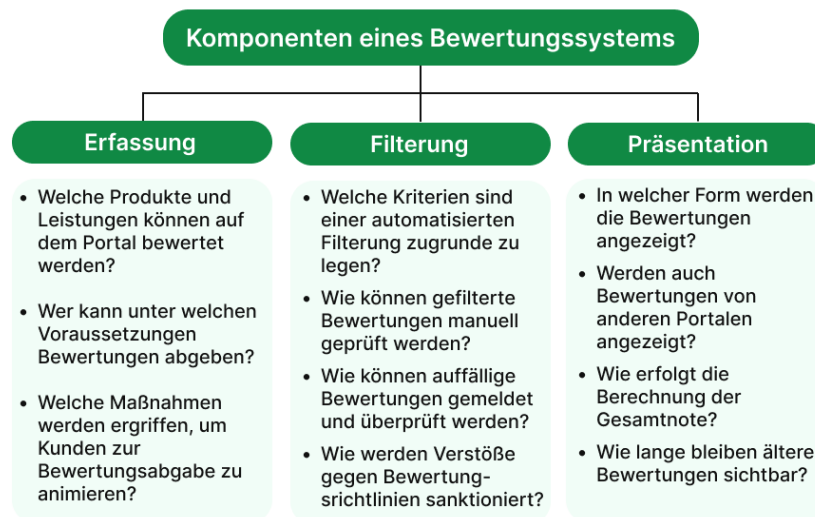 Komponenten eines Bewertungssystems
Erfassung
• Welche Produkte und
Leistungen können auf
dem Portal bewertet
werden?
• Wer kann unter welchen
Voraussetzungen
Bewertungen abgeben?
• Welche Maßnahmen
werden ergriffen, um
Kunden zur
Bewertungsabgabe zu
animieren?
Filterung
• Welche Kriterien sind
einer automatisierten
Filterung zugrunde zu
legen?
• Wie können gefilterte
Bewertungen manuell
geprüft werden?
• Wie können auffällige
Bewertungen gemeldet
und überprüft werden?
• Wie werden Verstöße
gegen Bewertung-
srichtlinien sanktioniert?
Präsentation
• In welcher Form werden
die Bewertungen
angezeigt?
• Werden auch
Bewertungen von
anderen Portalen
angezeigt?
• Wie erfolgt die
Berechnung der
Gesamtnote?
• Wie lange bleiben ältere
Bewertungen sichtbar?